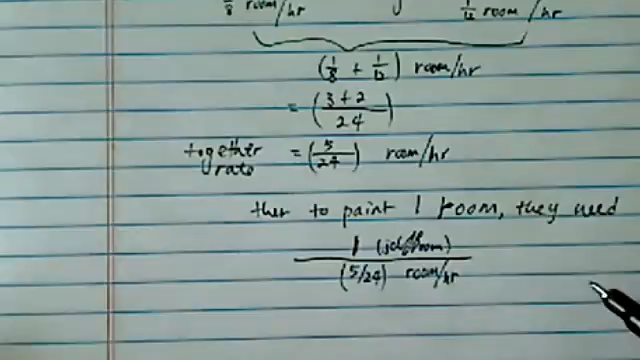 1/8 room/hr y 1/12 room/hr
(1/8 + 1/12) room/hr
= (3+2/24)
together rate = (5/24) room/hr
then to paint 1 room, they need
1 (room)
(5/24) room/hr